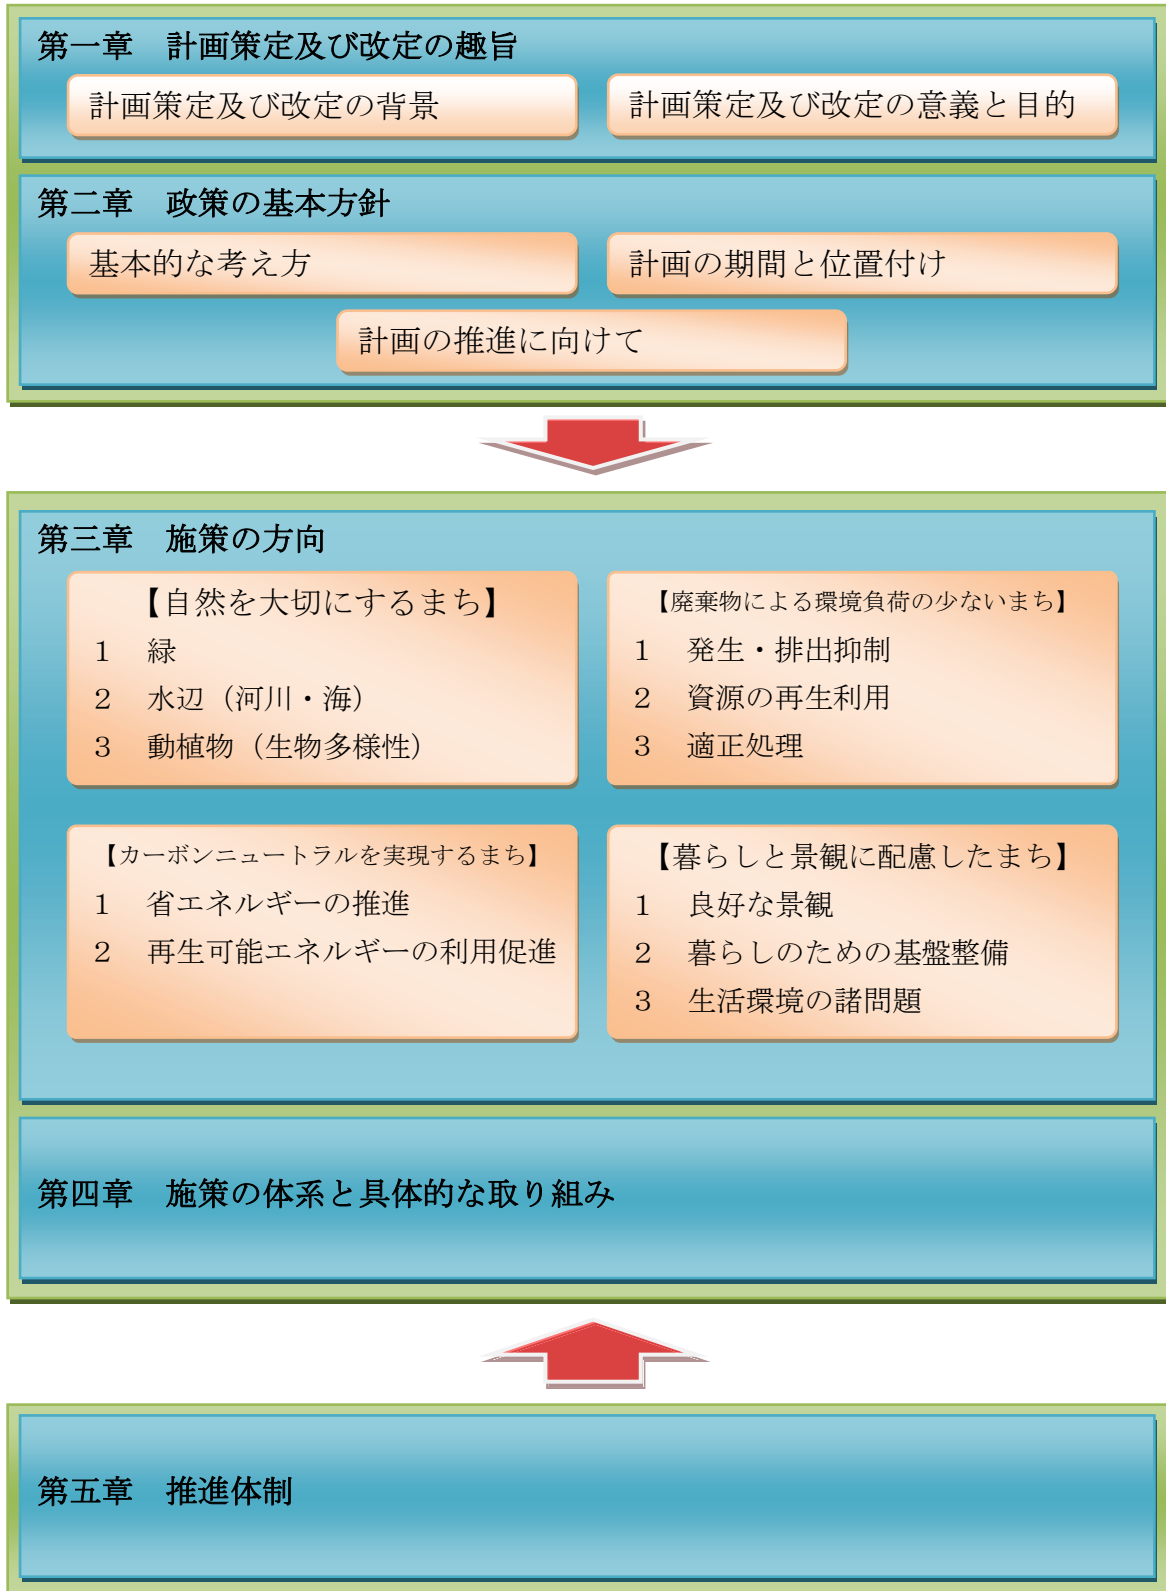 第一章　計画策定及び改定の趣旨
計画策定及び改定の背景
計画策定及び改定の意義と目的
第二章　政策の基本方針
基本的な考え方
計画の期間と位置付け
計画の推進に向けて
第三章　施策の方向
【自然を大切にするまち】
１　緑
２　水辺（河川・海）
３　動植物（生物多様性）
【廃棄物による環境負荷の少ないまち】
１　発生・排出抑制
２　資源の再生利用
３　適正処理
【カーボンニュートラルを実現するまち】
１　省エネルギーの推進
２　再生可能エネルギーの利用促進
【暮らしと景観に配慮したまち】
１　良好な景観
２　暮らしのための基盤整備
３　生活環境の諸問題
第四章　施策の体系と具体的な取り組み
第五章　推進体制